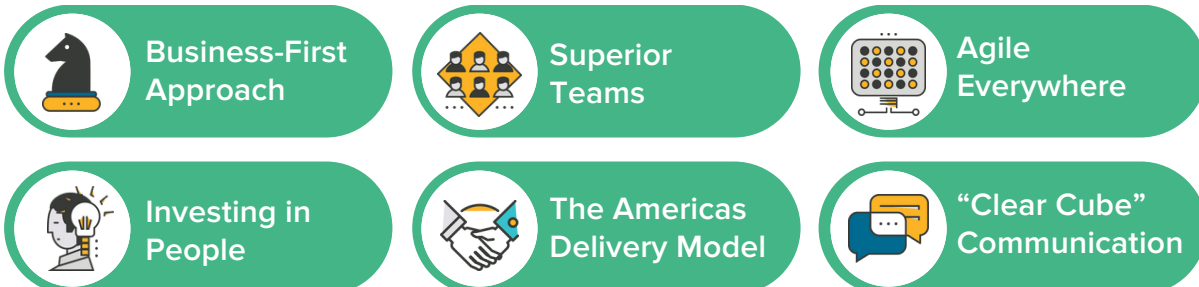 Business-First
Approach
Superior
Teams
Agile
Everywhere
Investing in
People
The Americas
Delivery Model
“Clear Cube”
Communication